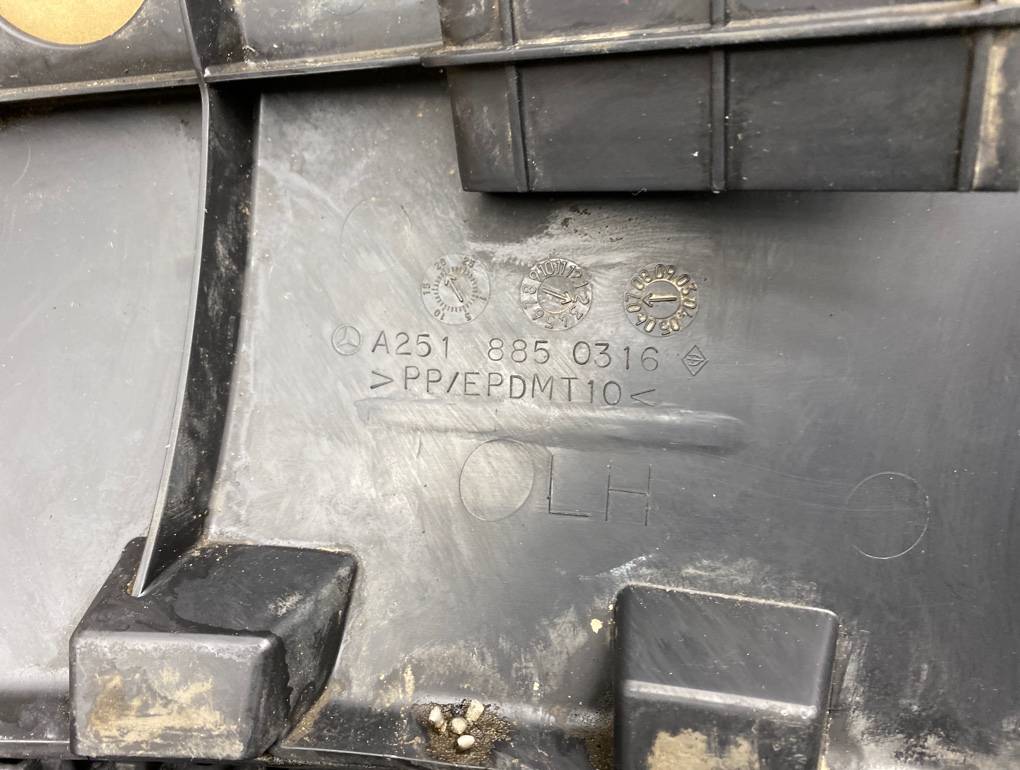 A251 885 0316
>PP/EPDMT10<
LH